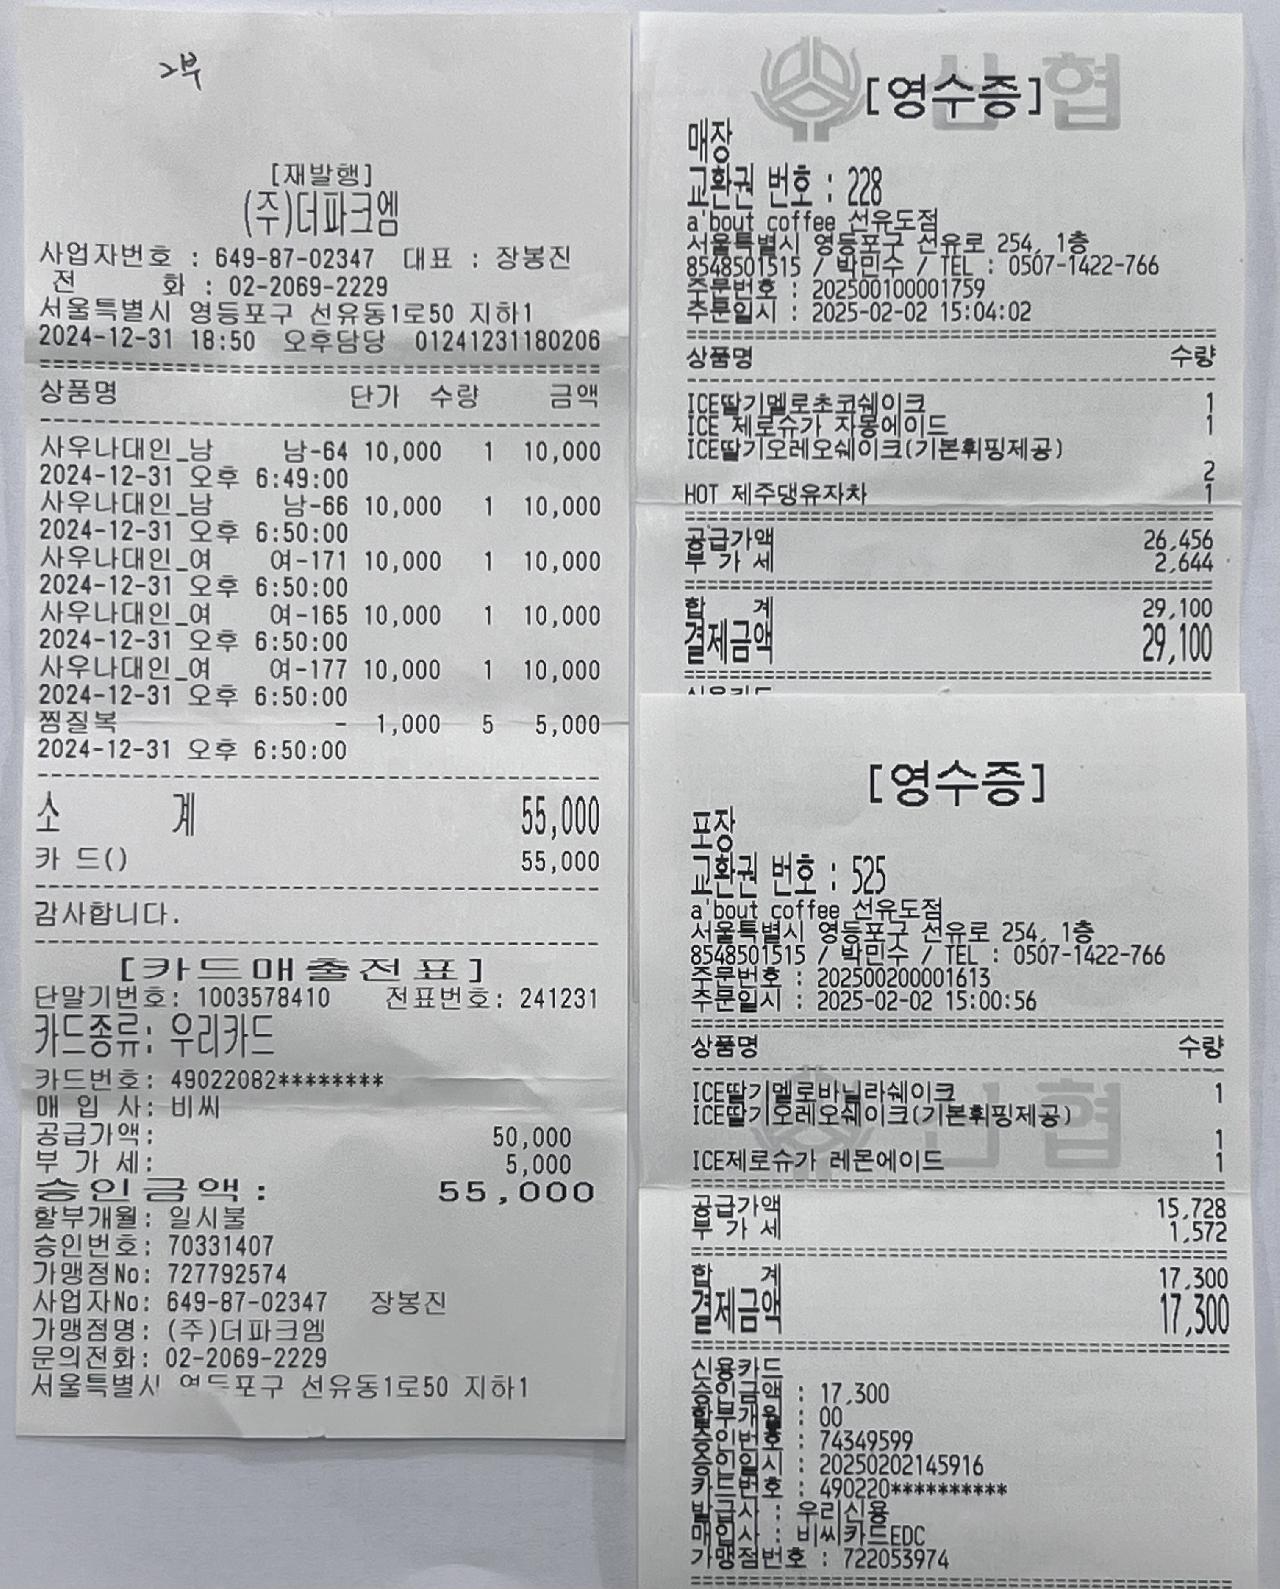 2부
[재발행]
(주)더파크엠
사업자번호 : 649-87-02347 대표 : 장봉진
전 화 : 02-2069-2229
서울특별시 영등포구 선유동1로50 지하1
2024-12-31 18:50 오후담당 01241231180206
상품명 단가 수량 금액
사우나대인_남 남-64 10,000 1 10,000
2024-12-31 오후 6:49:00
사우나대인_남 남-66 10,000 1 10,000
2024-12-31 오후 6:50:00
사우나대인_여 여-171 10,000 1 10,000
2024-12-31 오후 6:50:00
사우나대인_여 여-165 10,000 1 10,000
2024-12-31 오후 6:50:00
사우나대인_여 여-177 10,000 1 10,000
2024-12-31 오후 6:50:00
찜질복 - 1,000 5 5,000
2024-12-31 오후 6:50:00
소 계 55,000
카 드() 55,000
감사합니다.
[카드매출전표]
단말기번호: 1003578410 전표번호: 241231
카드종류: 우리카드
카드번호: 49022082********
매 입 사: 비씨
공급가액: 50,000
부 가 세: 5,000
승인금액: 55,000
할부개월: 일시불
승인번호: 70331407
가맹점No: 727792574
사업자No: 649-87-02347 장봉진
가맹점명: (주)더파크엠
문의전화: 02-2069-2229
서울특별시 영등포구 선유동1로50 지하1
신협
[영수증]
매장
교환권 번호 : 228
a'bout coffee 선유도점
서울특별시 영등포구 선유로 254, 1층
8548501515 / 박민수 / TEL : 0507-1422-766
주문번호 : 202500100001759
주문일시 : 2025-02-02 15:04:02
상품명 수량
ICE딸기멜로초코쉐이크 1
ICE 제로슈가 자몽에이드 1
ICE딸기오레오쉐이크(기본휘핑제공)
2
HOT 제주댕유자차 1
공급가액 26,456
부 가 세 2,644
합 계 29,100
결제금액 29,100
신용카드
[영수증]
포장
교환권 번호 : 525
a'bout coffee 선유도점
서울특별시 영등포구 선유로 254, 1층
8548501515 / 박민수 / TEL : 0507-1422-766
주문번호 : 202500200001613
주문일시 : 2025-02-02 15:00:56
상품명 수량
신협
ICE딸기멜로바닐라쉐이크 1
ICE딸기오레오쉐이크(기본휘핑제공)
1
ICE제로슈가 레몬에이드 1
공급가액 15,728
부 가 세 1,572
합 계 17,300
결제금액 17,300
신용카드
승인금액 : 17,300
할부개월 : 00
승인번호 : 74349599
승인일시 : 20250202145916
카드번호 : 490220**********
발급사 : 우리신용
매입사 : 비씨카드EDC
가맹점번호 : 722053974